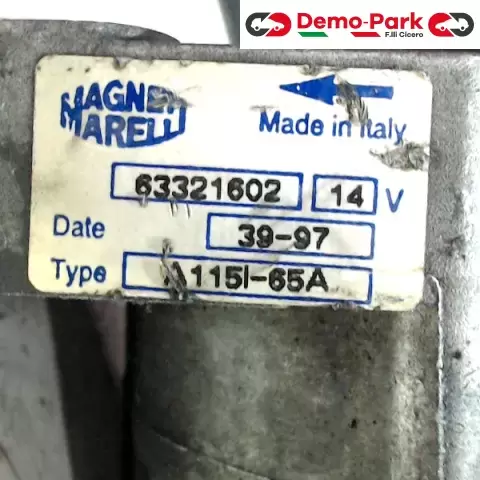 Demo-Park
F.lli Cicero
MAGNETI
MARELLI
Made in Italy
63321602 14 V
Date 39-97
Type A115I-65A